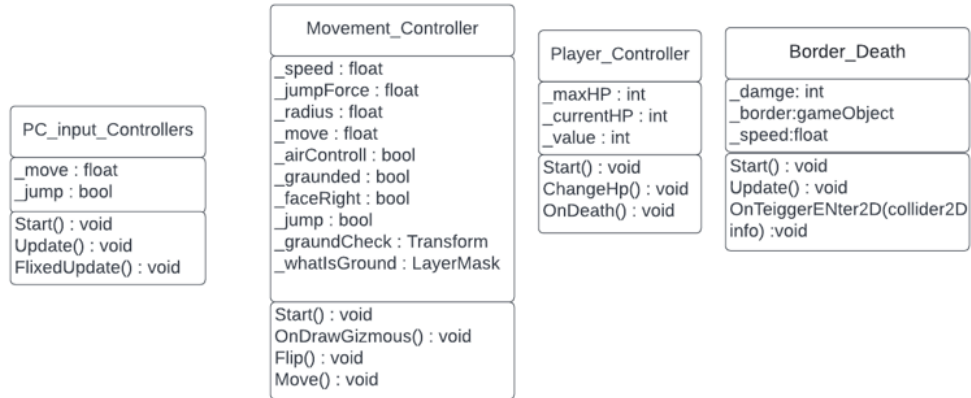 PC_input_Controllers
_move : float
_jump : bool
Start() : void
Update() : void
FlixedUpdate() : void
Movement_Controller
_speed : float
_jumpForce : float
_radius : float
_move : float
_airControll : bool
_graunded : bool
_faceRight : bool
_jump : bool
_graundCheck : Transform
_whatIsGround : LayerMask
Start() : void
OnDrawGizmous() : void
Flip() : void
Move() : void
Player_Controller
_maxHP : int
_currentHP : int
_value : int
Start() : void
ChangeHp() : void
OnDeath() : void
Border_Death
_damge: int
_border:gameObject
_speed:float
Start() : void
Update() : void
OnTeiggerENter2D(collider2D
info) :void